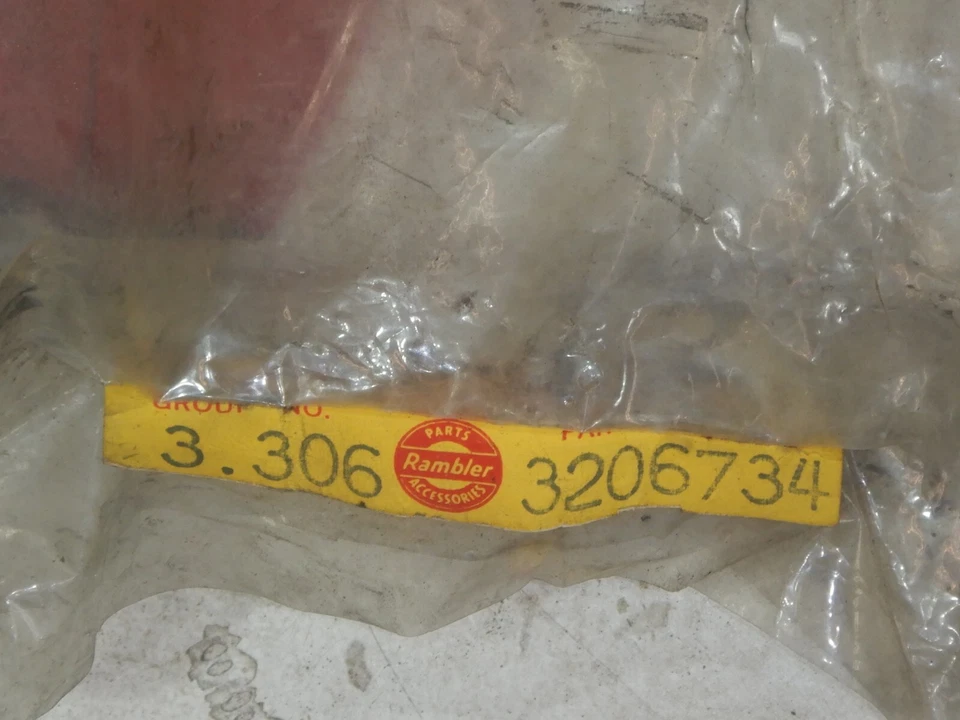 GROUP NO.
3.306
PARTS
Rambler
ACCESSORIES
3206734